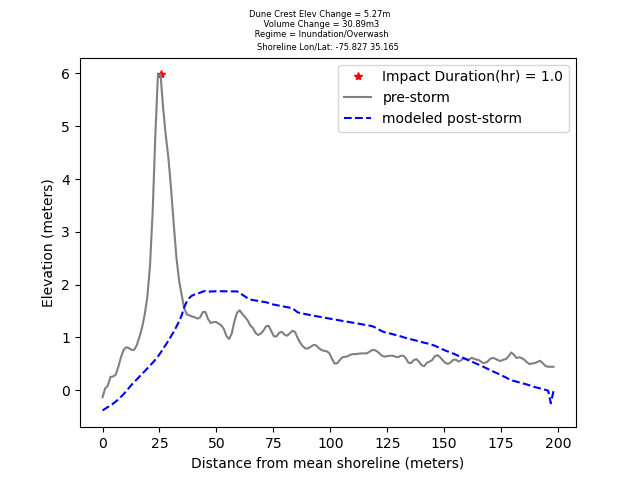 Dune Crest Elev Change = 5.27m
Volume Change = 30.89m3
Regime = Inundation/Overwash
Shoreline Lon/Lat: -75.827 35.165
Impact Duration(hr) = 1.0
pre-storm
modeled post-storm
Elevation (meters)
6
5
4
3
2
1
0
0 25 50 75 100 125 150 175 200
Distance from mean shoreline (meters)